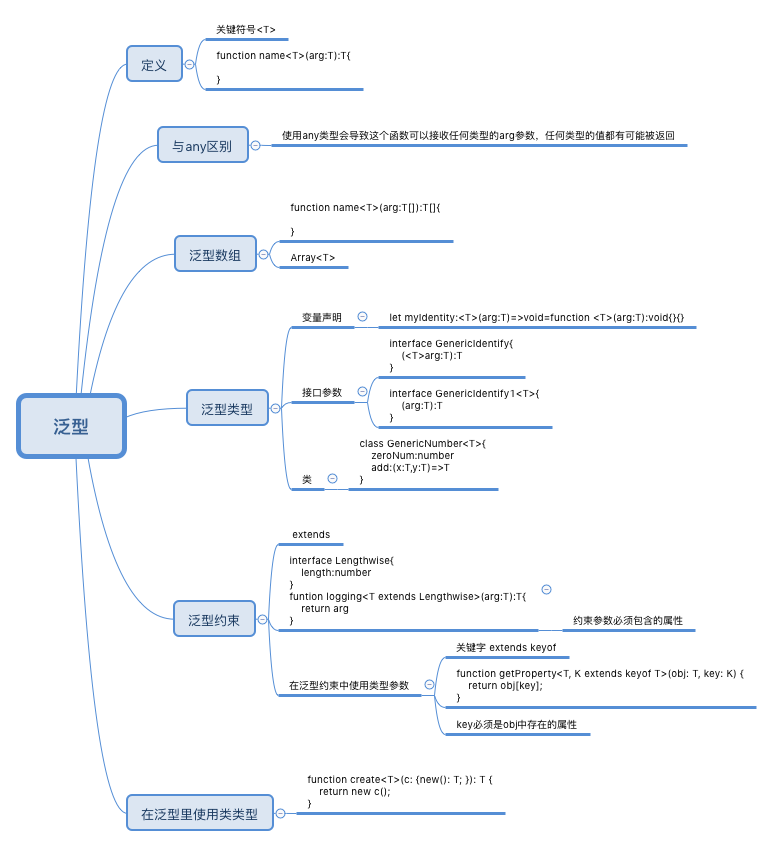 泛型
定义
关键符号<T>
function name<T>(arg:T):T{
}
与any区别
使用any类型会导致这个函数可以接收任何类型的arg参数，任何类型的值都有可能被返回
泛型数组
function name<T>(arg:T[]):T[]{
}
Array<T>
泛型类型
变量声明
let myIdentity:<T>(arg:T)=>void=function <T>(arg:T):void{}{}
接口参数
interface GenericIdentify{
(<T>arg:T):T
}
interface GenericIdentify1<T>{
(arg:T):T
}
类
class GenericNumber<T>{
zeroNum:number
add:(x:T,y:T)=>T
}
泛型约束
extends
interface Lengthwise{
length:number
}
funtion logging<T extends Lengthwise>(arg:T):T{
return arg
}
约束参数必须包含的属性
在泛型约束中使用类型参数
关键字 extends keyof
function getProperty<T, K extends keyof T>(obj: T, key: K) {
return obj[key];
}
key必须是obj中存在的属性
在泛型里使用类类型
function create<T>(c: {new(): T; }): T {
return new c();
}